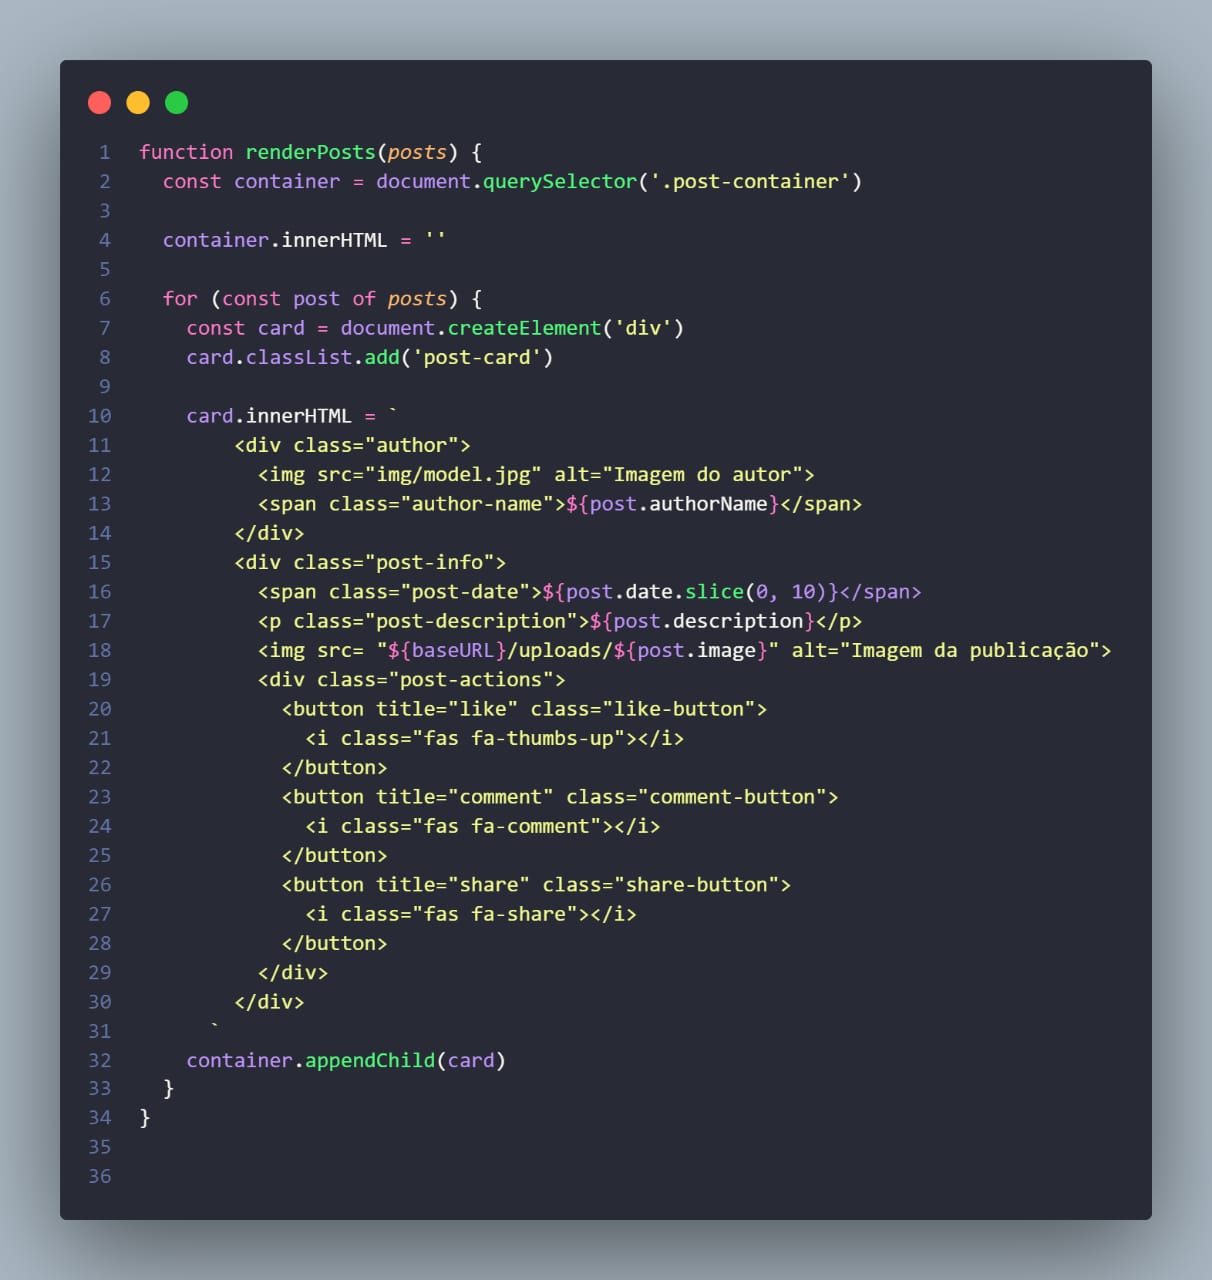 1 function renderPosts(posts) {
2   const container = document.querySelector('.post-container')
3
4   container.innerHTML = ''
5
6   for (const post of posts) {
7     const card = document.createElement('div')
8     card.classList.add('post-card')
9
10     card.innerHTML = `
11         <div class="author">
12           <img src="img/model.jpg" alt="Imagem do autor">
13           <span class="author-name">${post.authorName}</span>
14         </div>
15         <div class="post-info">
16           <span class="post-date">${post.date.slice(0, 10)}</span>
17           <p class="post-description">${post.description}</p>
18           <img src= "${baseURL}/uploads/${post.image}" alt="Imagem da publicação">
19           <div class="post-actions">
20             <button title="like" class="like-button">
21               <i class="fas fa-thumbs-up"></i>
22             </button>
23             <button title="comment" class="comment-button">
24               <i class="fas fa-comment"></i>
25             </button>
26             <button title="share" class="share-button">
27               <i class="fas fa-share"></i>
28             </button>
29           </div>
30         </div>
31       `
32     container.appendChild(card)
33   }
34 }
35
36